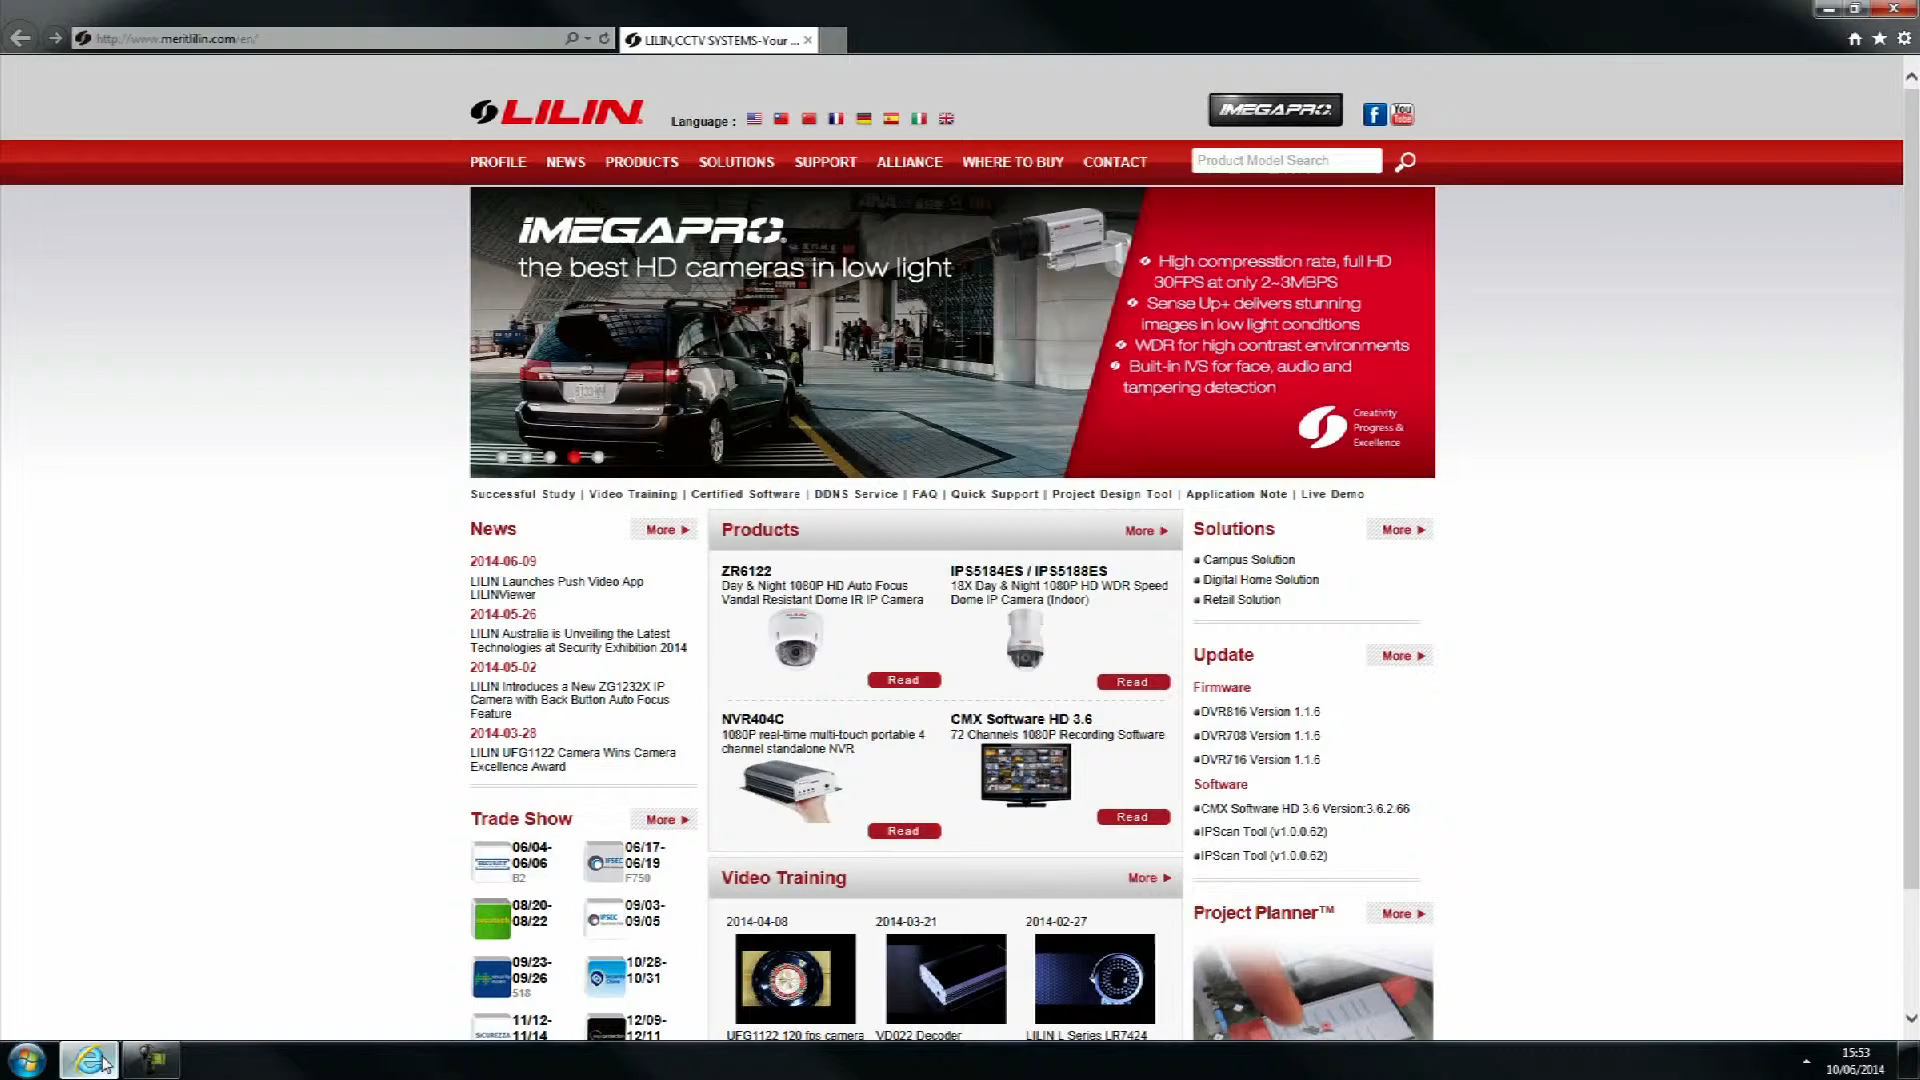 http://www.meritlilin.com/en/
LILIN,CCTV SYSTEMS-Your ...
LILIN
Language :
iMEGAPRO
f
You Tube
PROFILE NEWS PRODUCTS SOLUTIONS SUPPORT ALLIANCE WHERE TO BUY CONTACT
Product Model Search
iMEGAPRO
the best HD cameras in low light
High compresstion rate, full HD
30FPS at only 2~3MBPS
Sense Up+ delivers stunning
images in low light conditions
WDR for high contrast environments
Built-in IVS for face, audio and
tampering detection
Creativity
Progress &
Excellence
Successful Study | Video Training | Certified Software | DDNS Service | FAQ | Quick Support | Project Design Tool | Application Note | Live Demo
News
More
2014-06-09
LILIN Launches Push Video App
LILINViewer
2014-05-26
LILIN Australia is Unveiling the Latest
Technologies at Security Exhibition 2014
2014-05-02
LILIN Introduces a New ZG1232X IP
Camera with Back Button Auto Focus
Feature
2014-03-28
LILIN UFG1122 Camera Wins Camera
Excellence Award
Trade Show
More
06/04-
06/06
B2
06/17-
06/19
F750
IFSEC
08/20-
08/22
09/03-
09/05
IPSEC
09/23-
09/26
518
10/28-
10/31
11/12-
11/14
SICUREZZA
12/09-
12/11
Products
More
ZR6122
Day & Night 1080P HD Auto Focus
Vandal Resistant Dome IR IP Camera
Read
IPS5184ES / IPS5188ES
18X Day & Night 1080P HD WDR Speed
Dome IP Camera (Indoor)
Read
NVR404C
1080P real-time multi-touch portable 4
channel standalone NVR
Read
CMX Software HD 3.6
72 Channels 1080P Recording Software
Read
Video Training
More
2014-04-08
2014-03-21
2014-02-27
UFG1122 120 fps camera
VD022 Decoder
LILIN L Series LR7424
Solutions
More
Campus Solution
Digital Home Solution
Retail Solution
Update
More
Firmware
DVR816 Version 1.1.6
DVR708 Version 1.1.6
DVR716 Version 1.1.6
Software
CMX Software HD 3.6 Version:3.6.2.66
IPScan Tool (v1.0.0.62)
IPScan Tool (v1.0.0.62)
Project Planner™
More
15:53
10/06/2014